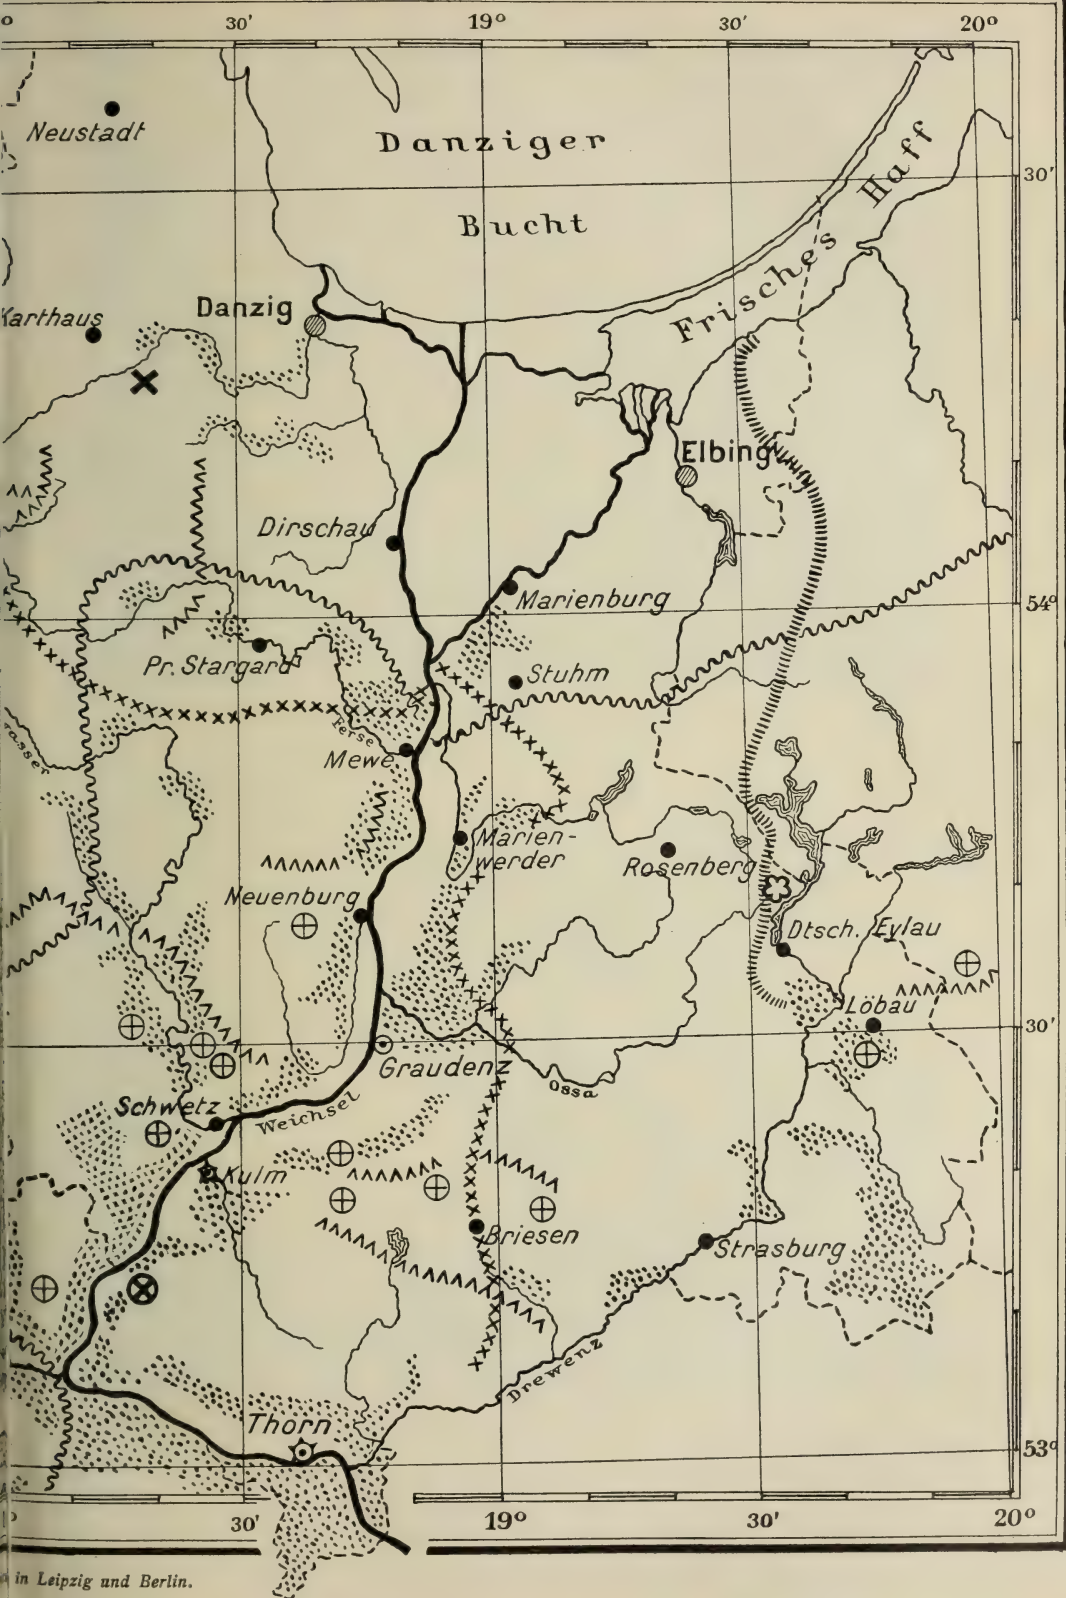 0
30'
19°
30'
20°
Neustadt
Danziger
Bucht
30'
Frisches Haff
Karthaus
Danzig
Elbing
Dirschau
Marienburg
54°
Pr. Stargard
Stuhm
Ferse
Mewe
Marien-
werder
Rosenberg
Neuenburg
Dtsch. Eylau
Löbau
30'
Graudenz
Ossa
Schwetz
Weichsel
Kulm
Briesen
Strasburg
Drewenz
Thorn
53°
30'
19°
30'
20°
in Leipzig und Berlin.